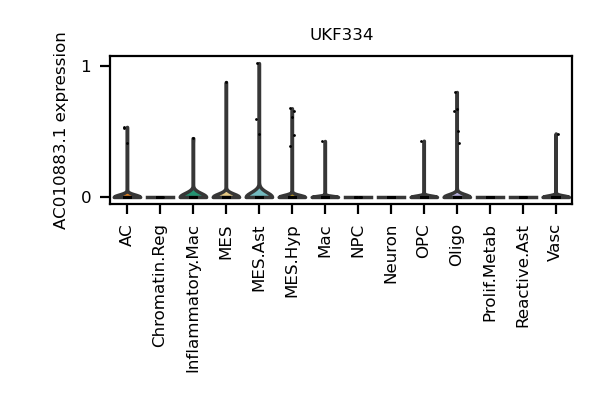 UKF334
AC010883.1 expression
1
0
AC
Chromatin.Reg
Inflammatory.Mac
MES
MES.Ast
MES.Hyp
Mac
NPC
Neuron
OPC
Oligo
Prolif.Metab
Reactive.Ast
Vasc